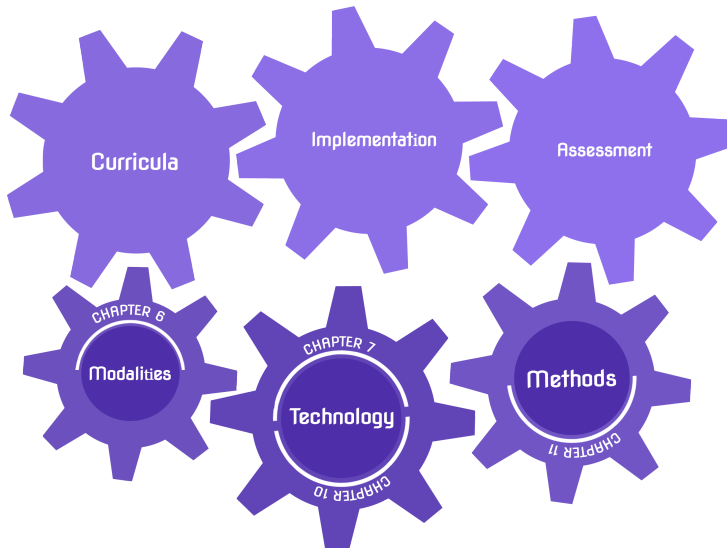 Curricula
Implementation
Assessment
CHAPTER 6
Modalities
CHAPTER 7
Technology
CHAPTER 10
Methods
CHAPTER 11